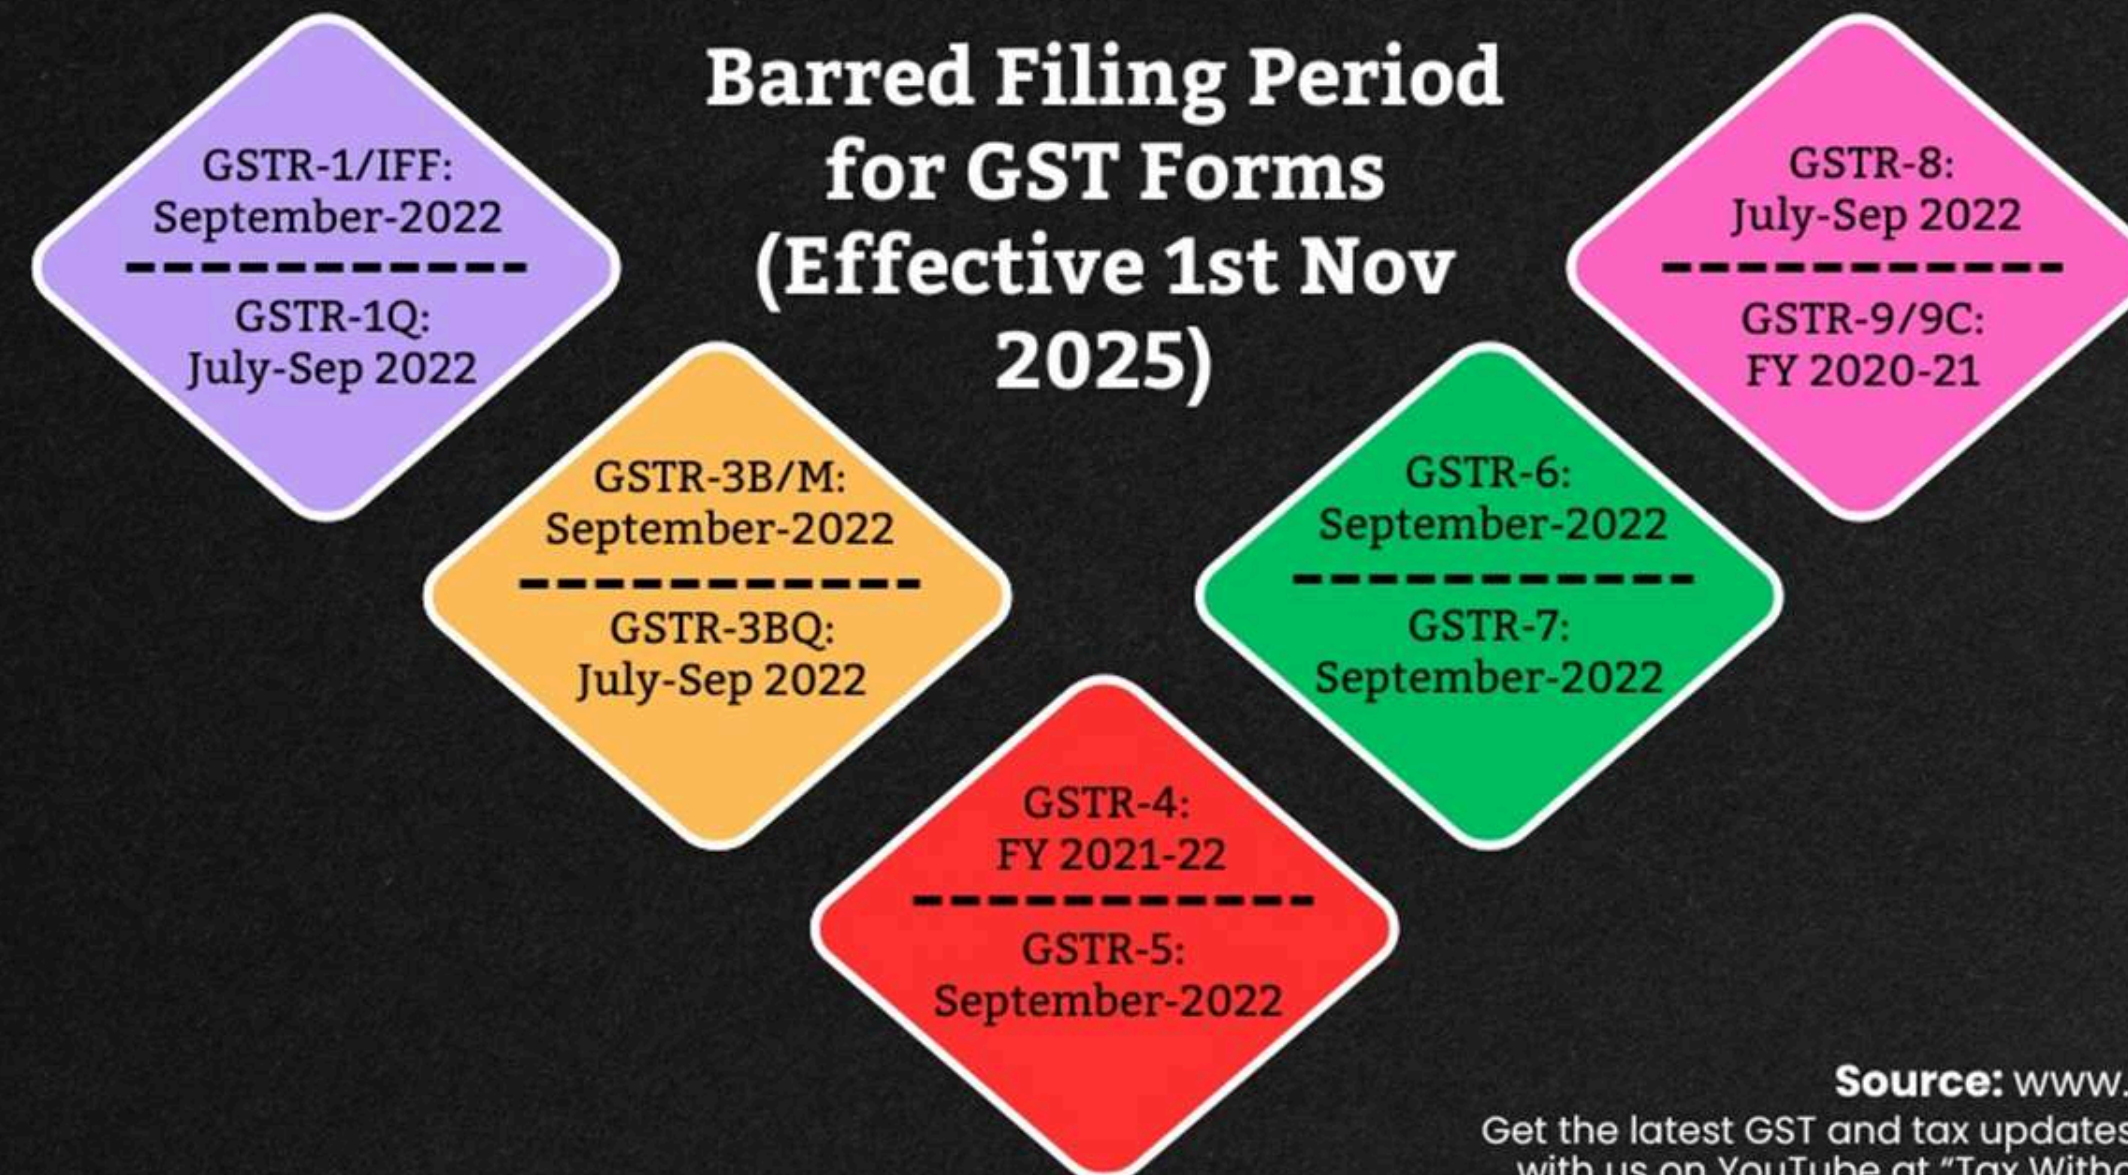 Barred Filing Period
for GST Forms
(Effective 1st Nov
2025)
GSTR-1/IFF:
September-2022
GSTR-1Q:
July-Sep 2022
GSTR-3B/M:
September-2022
GSTR-3BQ:
July-Sep 2022
GSTR-4:
FY 2021-22
GSTR-5:
September-2022
GSTR-6:
September-2022
GSTR-7:
September-2022
GSTR-8:
July-Sep 2022
GSTR-9/9C:
FY 2020-21
Source: www.
Get the latest GST and tax updates
with us on YouTube at “Tax